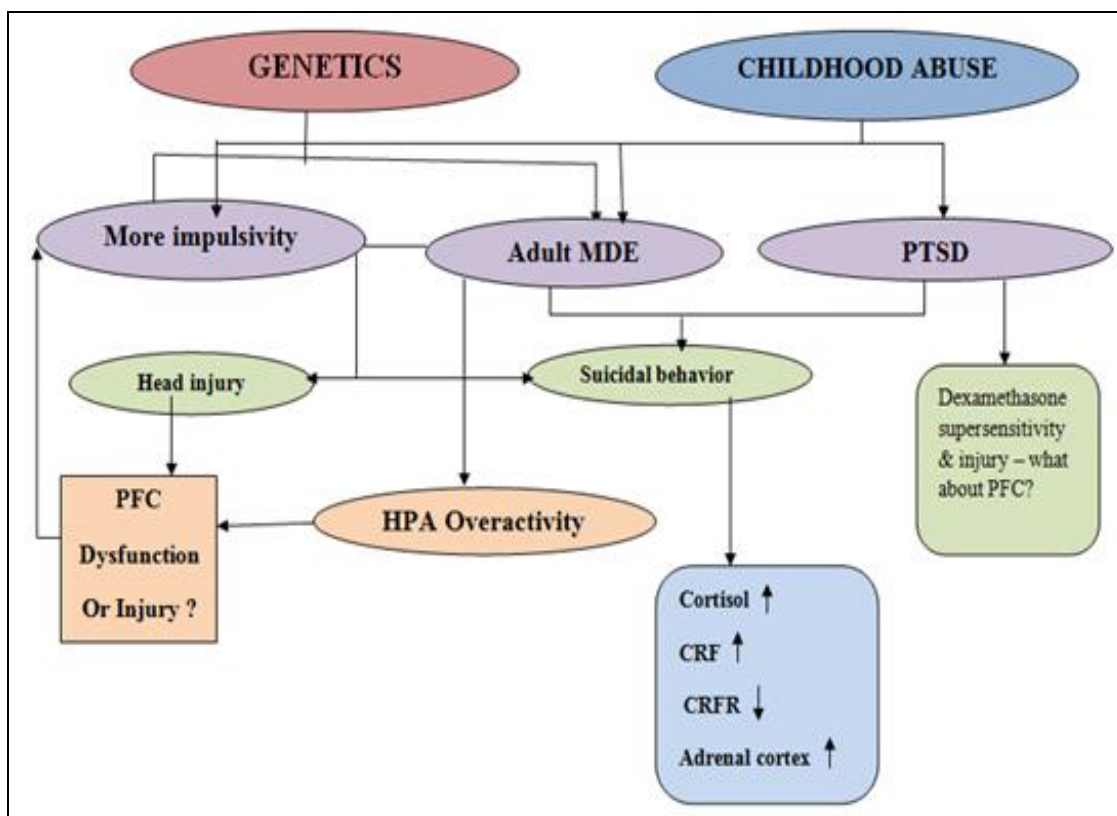 GENETICS
CHILDHOOD ABUSE
More impulsivity
Adult MDE
PTSD
Head injury
Suicidal behavior
Dexamethasone
supersensitivity
& injury – what
about PFC?
PFC
Dysfunction
Or Injury ?
HPA Overactivity
Cortisol ↑
CRF ↑
CRFR ↓
Adrenal cortex ↑